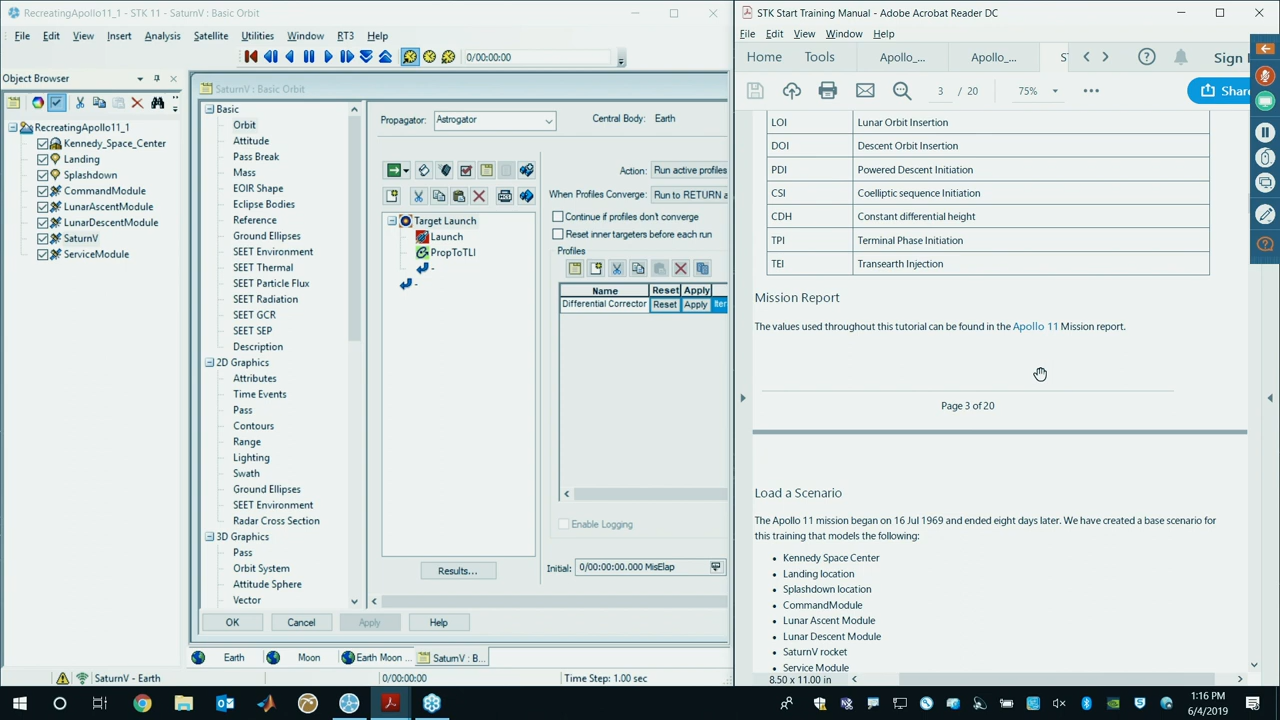 RecreatingApollo11_1 - STK 11 - SaturnV : Basic Orbit
File Edit View Insert Analysis Satellite Utilities Window RT3 Help
0/00:00:00
Object Browser
RecreatingApollo11_1
Kennedy_Space_Center
Landing
Splashdown
CommandModule
LunarAscentModule
LunarDescentModule
SaturnV
ServiceModule
SaturnV : Basic Orbit
Basic
Orbit
Attitude
Pass Break
Mass
EOIR Shape
Eclipse Bodies
Reference
Ground Ellipses
SEET Environment
SEET Thermal
SEET Particle Flux
SEET Radiation
SEET GCR
SEET SEP
Description
2D Graphics
Attributes
Time Events
Pass
Contours
Range
Lighting
Swath
Ground Ellipses
SEET Environment
Radar Cross Section
3D Graphics
Pass
Orbit System
Attitude Sphere
Vector
Propagator: Astrogator Central Body: Earth
Target Launch
Launch
PropToTLI
-
-
Results...
Action: Run active profiles
When Profiles Converge: Run to RETURN a
Continue if profiles don't converge
Reset inner targeters before each run
Profiles
Name Reset Apply
Differential Corrector Reset Apply Iter
Enable Logging
Initial: 0/00:00:00.000 MisElap
OK Cancel Apply Help
Earth Moon Earth Moon ... SaturnV : B...
SaturnV - Earth 0/00:00:00 Time Step: 1.00 sec
STK Start Training Manual - Adobe Acrobat Reader DC
File Edit View Window Help
Home Tools Apollo_... Apollo_... ST Sign
3 / 20 75% Share
LOI Lunar Orbit Insertion
DOI Descent Orbit Insertion
PDI Powered Descent Initiation
CSI Coelliptic sequence Initiation
CDH Constant differential height
TPI Terminal Phase Initiation
TEI Transearth Injection
Mission Report
The values used throughout this tutorial can be found in the Apollo 11 Mission report.
Page 3 of 20
Load a Scenario
The Apollo 11 mission began on 16 Jul 1969 and ended eight days later. We have created a base scenario for
this training that models the following:
• Kennedy Space Center
• Landing location
• Splashdown location
• CommandModule
• Lunar Ascent Module
• Lunar Descent Module
• SaturnV rocket
• Service Module
8.50 x 11.00 in
1:16 PM
6/4/2019